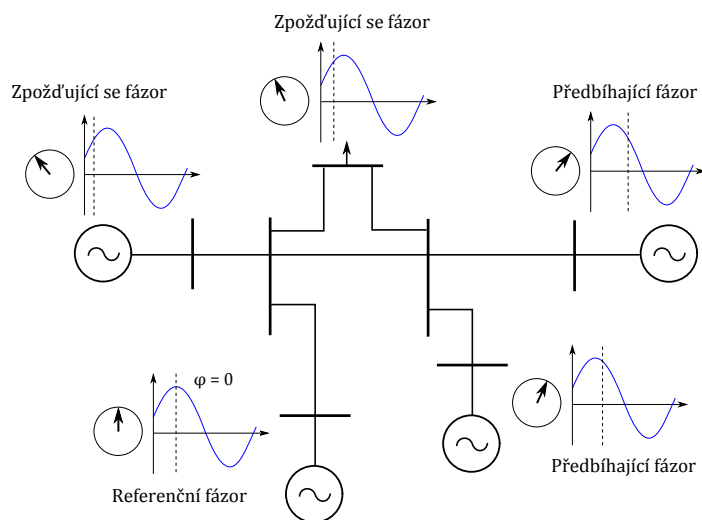 Zpožďující se fázor
Zpožďující se fázor
Předbíhající fázor
φ = 0
Referenční fázor
Předbíhající fázor